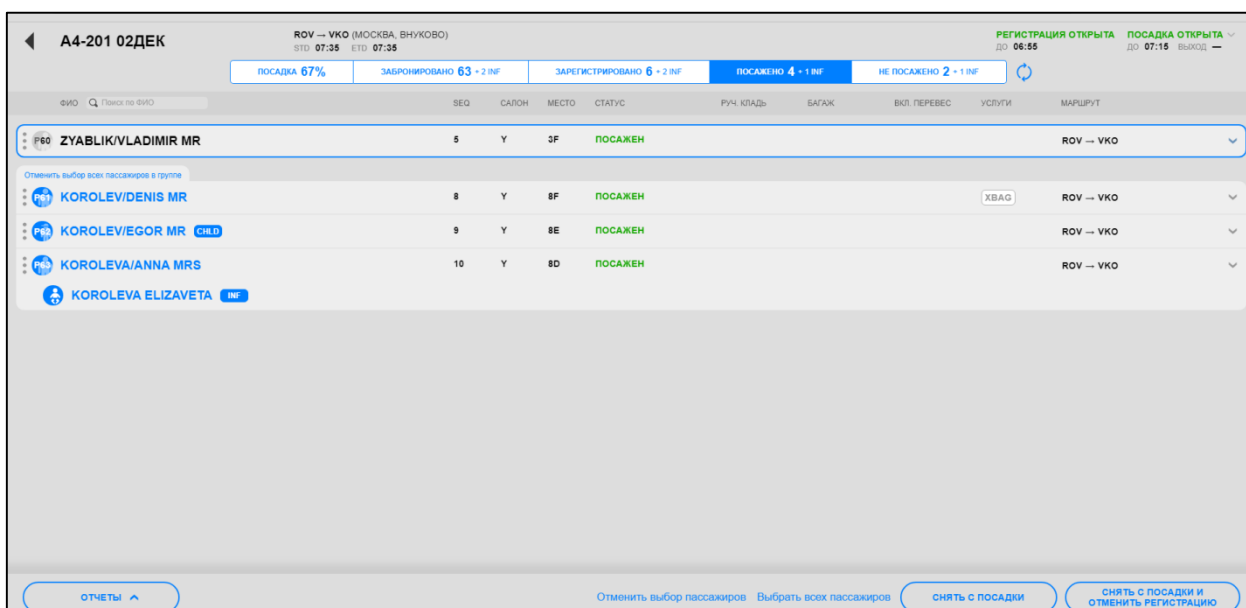 А4-201 02ДЕК
ROV → VKO (МОСКВА, ВНУКОВО)
STD 07:35 ETD 07:35
РЕГИСТРАЦИЯ ОТКРЫТА
ДО 06:55
ПОСАДКА ОТКРЫТА
ДО 07:15 ВЫХОД —
ПОСАДКА 67%
ЗАБРОНИРОВАНО 63 + 2 INF
ЗАРЕГИСТРИРОВАНО 6 + 2 INF
ПОСАЖЕНО 4 + 1 INF
НЕ ПОСАЖЕНО 2 + 1 INF
ФИО Поиск по ФИО SEQ САЛОН МЕСТО СТАТУС РУЧ. КЛАДЬ БАГАЖ ВКЛ. ПЕРЕВЕС УСЛУГИ МАРШРУТ
P60 ZYABLIK/VLADIMIR MR 5 Y 3F ПОСАЖЕН ROV → VKO
Отменить выбор всех пассажиров в группе
P61 KOROLEV/DENIS MR 8 Y 8F ПОСАЖЕН XBAG ROV → VKO
P62 KOROLEV/EGOR MR CHLD 9 Y 8E ПОСАЖЕН ROV → VKO
P63 KOROLEVA/ANNA MRS 10 Y 8D ПОСАЖЕН ROV → VKO
KOROLEVA ELIZAVETA INF
ОТЧЕТЫ
Отменить выбор пассажиров Выбрать всех пассажиров
СНЯТЬ С ПОСАДКИ
СНЯТЬ С ПОСАДКИ И
ОТМЕНИТЬ РЕГИСТРАЦИЮ